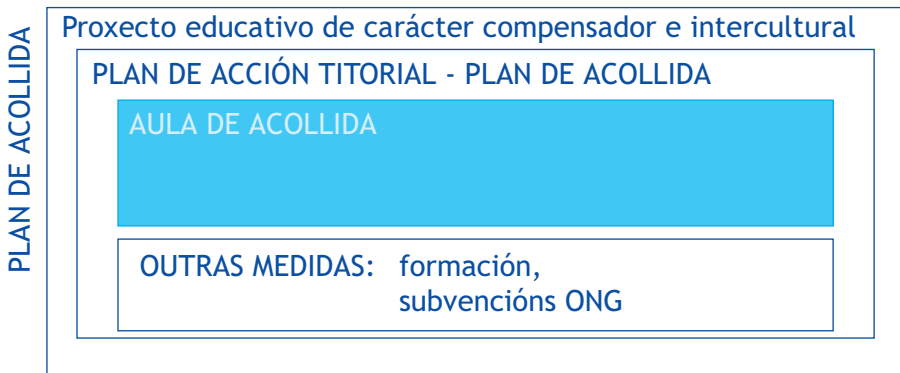 PLAN DE ACOLLIDA
Proxecto educativo de carácter compensador e intercultural
PLAN DE ACCIÓN TITORIAL - PLAN DE ACOLLIDA
AULA DE ACOLLIDA
OUTRAS MEDIDAS: formación,
subvencións ONG